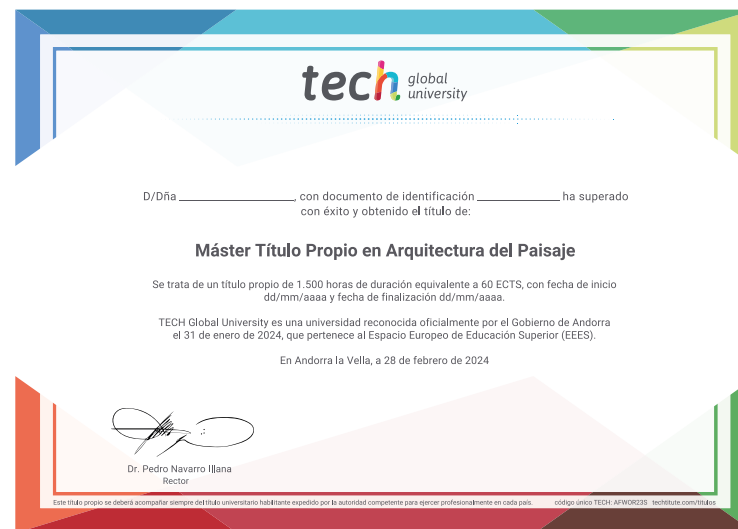 tech global university
D/Dña ______________, con documento de identificación ______________ ha superado
con éxito y obtenido el título de:
Máster Título Propio en Arquitectura del Paisaje
Se trata de un título propio de 1.500 horas de duración equivalente a 60 ECTS, con fecha de inicio
dd/mm/aaaa y fecha de finalización dd/mm/aaaa.
TECH Global University es una universidad reconocida oficialmente por el Gobierno de Andorra
el 31 de enero de 2024, que pertenece al Espacio Europeo de Educación Superior (EEES).
En Andorra la Vella, a 28 de febrero de 2024
Dr. Pedro Navarro Illana
Rector
Este título propio se deberá acompañar siempre del título universitario habilitante expedido por la autoridad competente para ejercer profesionalmente en cada país. código único TECH: AFWOR23S techtitute.com/titulos